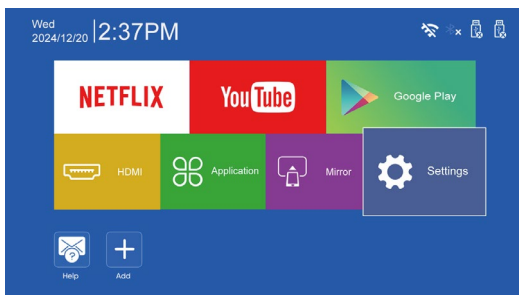 Wed
2024/12/20 2:37PM
NETFLIX
YouTube
Google Play
HDMI
Application
Mirror
Settings
Help
Add